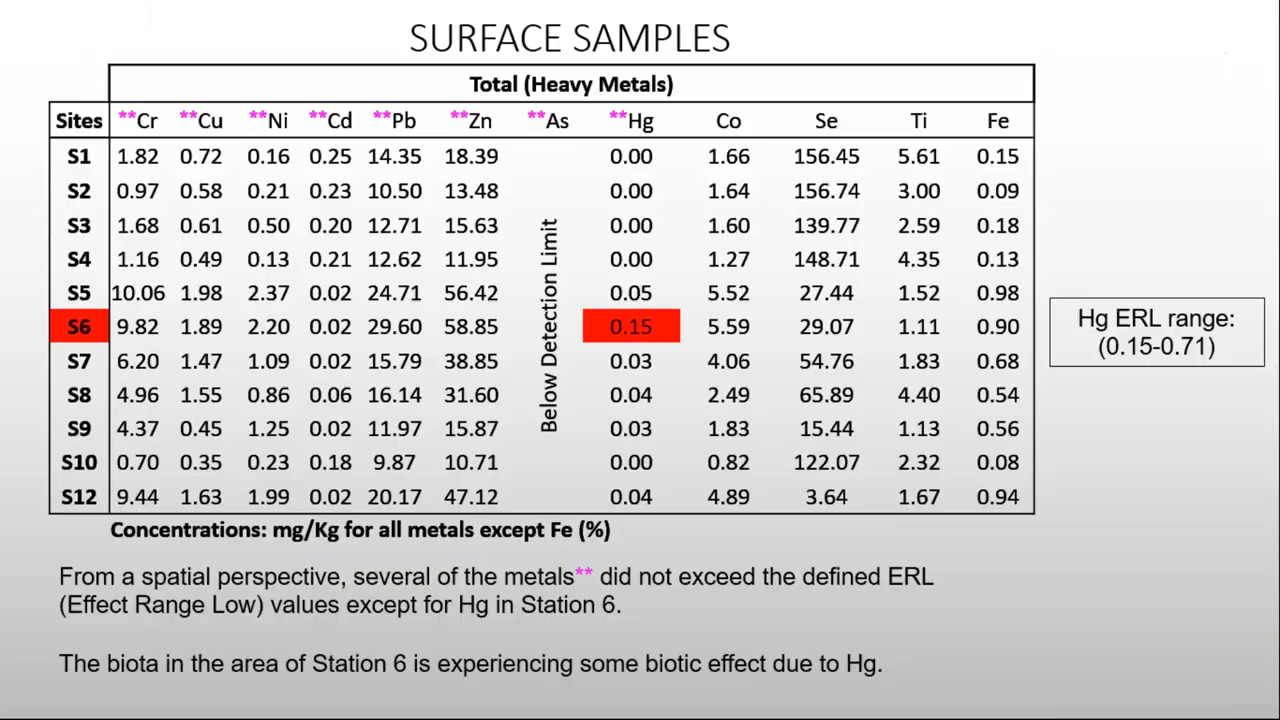 SURFACE SAMPLES
Total (Heavy Metals)
Sites **Cr **Cu **Ni **Cd **Pb **Zn **As **Hg Co Se Ti Fe
S1 1.82 0.72 0.16 0.25 14.35 18.39 0.00 1.66 156.45 5.61 0.15
S2 0.97 0.58 0.21 0.23 10.50 13.48 0.00 1.64 156.74 3.00 0.09
S3 1.68 0.61 0.50 0.20 12.71 15.63 0.00 1.60 139.77 2.59 0.18
S4 1.16 0.49 0.13 0.21 12.62 11.95 0.00 1.27 148.71 4.35 0.13
S5 10.06 1.98 2.37 0.02 24.71 56.42 0.05 5.52 27.44 1.52 0.98
S6 9.82 1.89 2.20 0.02 29.60 58.85 0.15 5.59 29.07 1.11 0.90
S7 6.20 1.47 1.09 0.02 15.79 38.85 0.03 4.06 54.76 1.83 0.68
S8 4.96 1.55 0.86 0.06 16.14 31.60 0.04 2.49 65.89 4.40 0.54
S9 4.37 0.45 1.25 0.02 11.97 15.87 0.03 1.83 15.44 1.13 0.56
S10 0.70 0.35 0.23 0.18 9.87 10.71 0.00 0.82 122.07 2.32 0.08
S12 9.44 1.63 1.99 0.02 20.17 47.12 0.04 4.89 3.64 1.67 0.94
Below Detection Limit
Hg ERL range:
(0.15-0.71)
Concentrations: mg/Kg for all metals except Fe (%)
From a spatial perspective, several of the metals** did not exceed the defined ERL
(Effect Range Low) values except for Hg in Station 6.
The biota in the area of Station 6 is experiencing some biotic effect due to Hg.